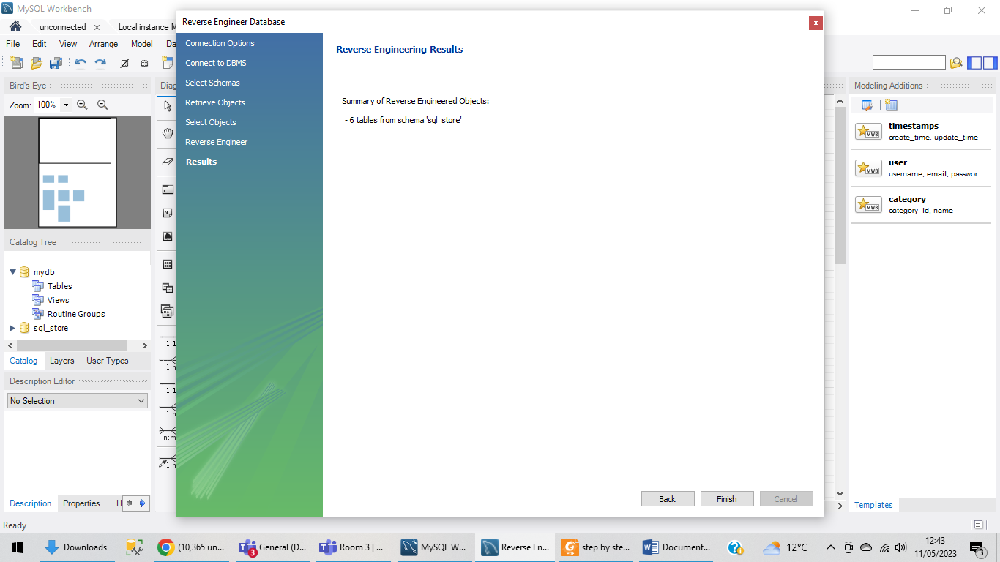 MySQL Workbench
unconnected
Local instance M
File Edit View Arrange Model Da
Bird's Eye
Zoom: 100%
Catalog Tree
mydb
Tables
Views
Routine Groups
sql_store
Catalog Layers User Types
Description Editor
No Selection
Description Properties H
Ready
Diag
1:1
1:n
1:1
1:n
n:m
1:n
Reverse Engineer Database
x
Connection Options
Connect to DBMS
Select Schemas
Retrieve Objects
Select Objects
Reverse Engineer
Results
Reverse Engineering Results
Summary of Reverse Engineered Objects:
- 6 tables from schema 'sql_store'
Back Finish Cancel
Modeling Additions
MWB
timestamps
create_time, update_time
MWB
user
username, email, passwor...
MWB
category
category_id, name
Templates
Downloads
(10,365 un...
3
General (D...
Room 3 | ...
MySQL W...
Reverse En...
PDF
step by ste...
Document...
12°C
12:43
11/05/2023
3